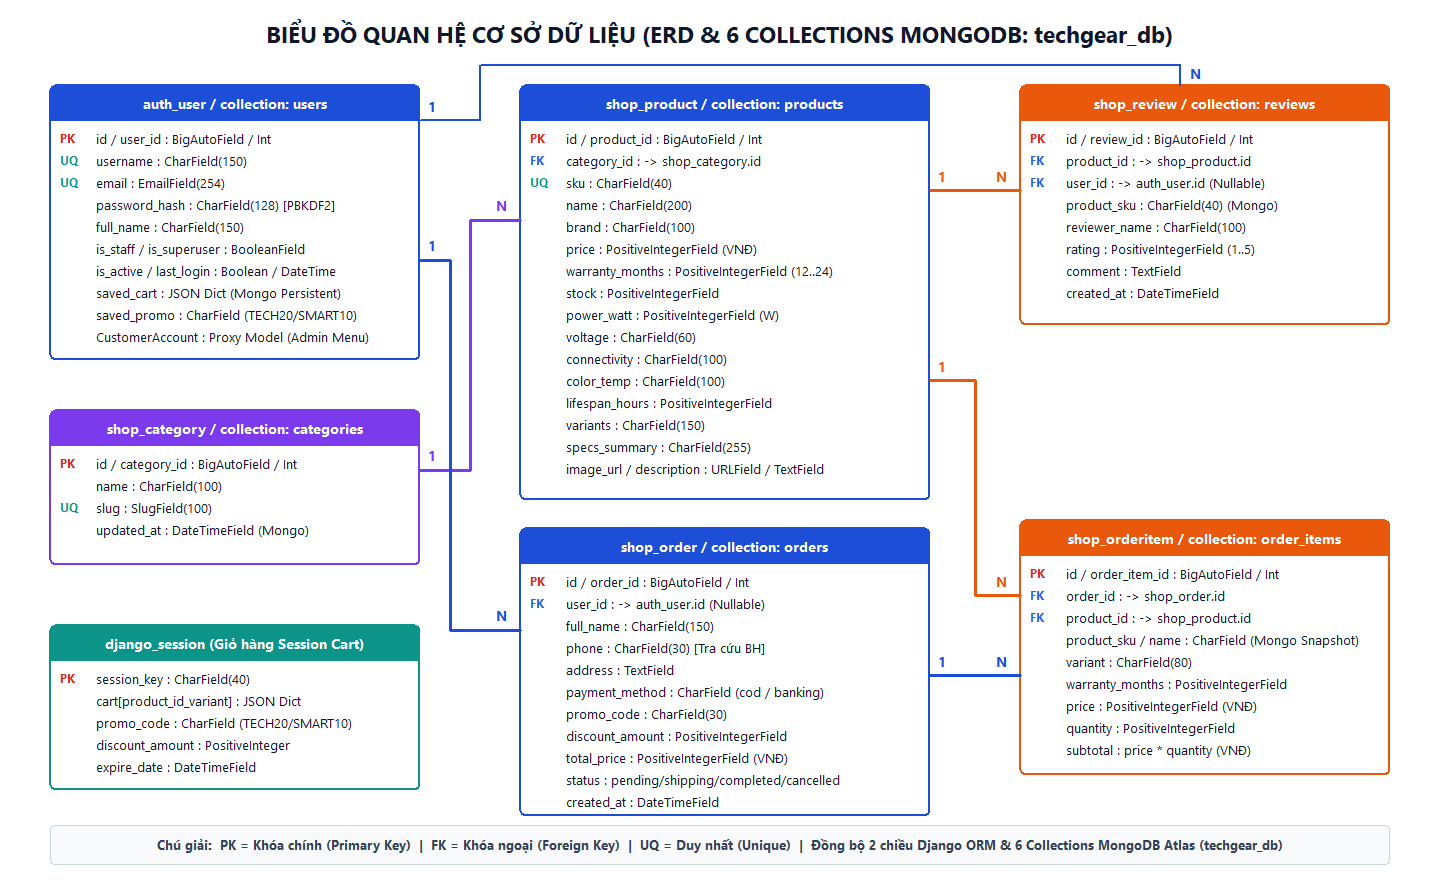 BIỂU ĐỒ QUAN HỆ CƠ SỞ DỮ LIỆU (ERD & 6 COLLECTIONS MONGODB: techgear_db)
auth_user / collection: users
PK id / user_id : BigAutoField / Int
UQ username : CharField(150)
UQ email : EmailField(254)
password_hash : CharField(128) [PBKDF2]
full_name : CharField(150)
is_staff / is_superuser : BooleanField
is_active / last_login : Boolean / DateTime
saved_cart : JSON Dict (Mongo Persistent)
saved_promo : CharField (TECH20/SMART10)
CustomerAccount : Proxy Model (Admin Menu)
1
N
1
N
shop_category / collection: categories
PK id / category_id : BigAutoField / Int
name : CharField(100)
UQ slug : SlugField(100)
updated_at : DateTimeField (Mongo)
1
N
django_session (Giỏ hàng Session Cart)
PK session_key : CharField(40)
cart[product_id_variant] : JSON Dict
promo_code : CharField (TECH20/SMART10)
discount_amount : PositiveInteger
expire_date : DateTimeField
shop_product / collection: products
PK id / product_id : BigAutoField / Int
FK category_id : -> shop_category.id
UQ sku : CharField(40)
name : CharField(200)
brand : CharField(100)
price : PositiveIntegerField (VNĐ)
warranty_months : PositiveIntegerField (12..24)
stock : PositiveIntegerField
power_watt : PositiveIntegerField (W)
voltage : CharField(60)
connectivity : CharField(100)
color_temp : CharField(100)
lifespan_hours : PositiveIntegerField
variants : CharField(150)
specs_summary : CharField(255)
image_url / description : URLField / TextField
1
N
1
N
shop_order / collection: orders
PK id / order_id : BigAutoField / Int
FK user_id : -> auth_user.id (Nullable)
full_name : CharField(150)
phone : CharField(30) [Tra cứu BH]
address : TextField
payment_method : CharField (cod / banking)
promo_code : CharField(30)
discount_amount : PositiveIntegerField
total_price : PositiveIntegerField (VNĐ)
status : pending/shipping/completed/cancelled
created_at : DateTimeField
1
N
shop_review / collection: reviews
PK id / review_id : BigAutoField / Int
FK product_id : -> shop_product.id
FK user_id : -> auth_user.id (Nullable)
product_sku : CharField(40) (Mongo)
reviewer_name : CharField(100)
rating : PositiveIntegerField (1..5)
comment : TextField
created_at : DateTimeField
shop_orderitem / collection: order_items
PK id / order_item_id : BigAutoField / Int
FK order_id : -> shop_order.id
FK product_id : -> shop_product.id
product_sku / name : CharField (Mongo Snapshot)
variant : CharField(80)
warranty_months : PositiveIntegerField
price : PositiveIntegerField (VNĐ)
quantity : PositiveIntegerField
subtotal : price * quantity (VNĐ)
Chú giải: PK = Khóa chính (Primary Key) | FK = Khóa ngoại (Foreign Key) | UQ = Duy nhất (Unique) | Đồng bộ 2 chiều Django ORM & 6 Collections MongoDB Atlas (techgear_db)